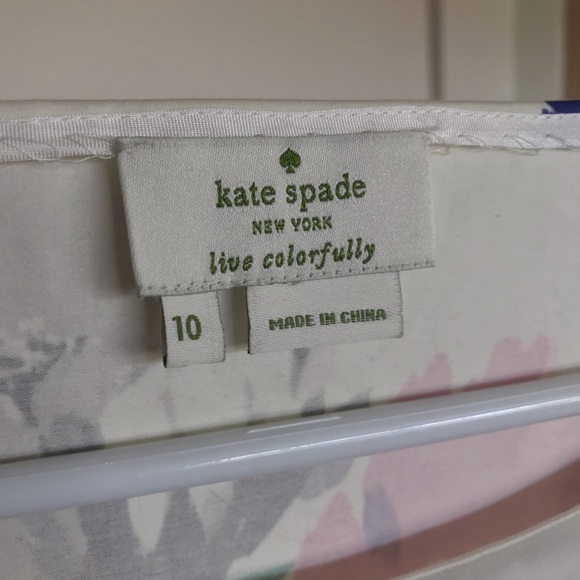 kate spade
NEW YORK
live colorfully
10
MADE IN CHINA